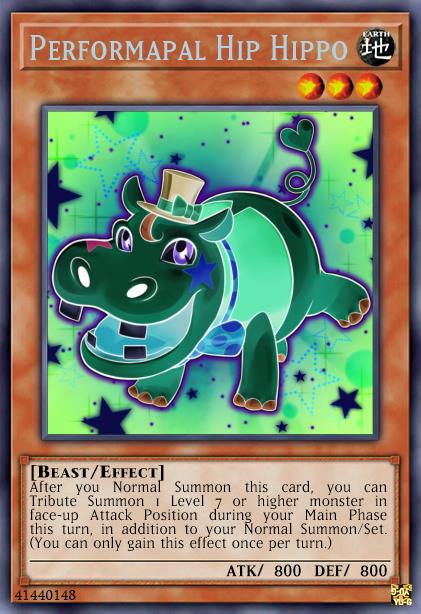 PERFORMAPAL HIP HIPPO
EARTH
地
[BEAST/EFFECT]
After you Normal Summon this card, you can
Tribute Summon 1 Level 7 or higher monster in
face-up Attack Position during your Main Phase
this turn, in addition to your Normal Summon/Set.
(You can only gain this effect once per turn.)
ATK/ 800 DEF/ 800
41440148